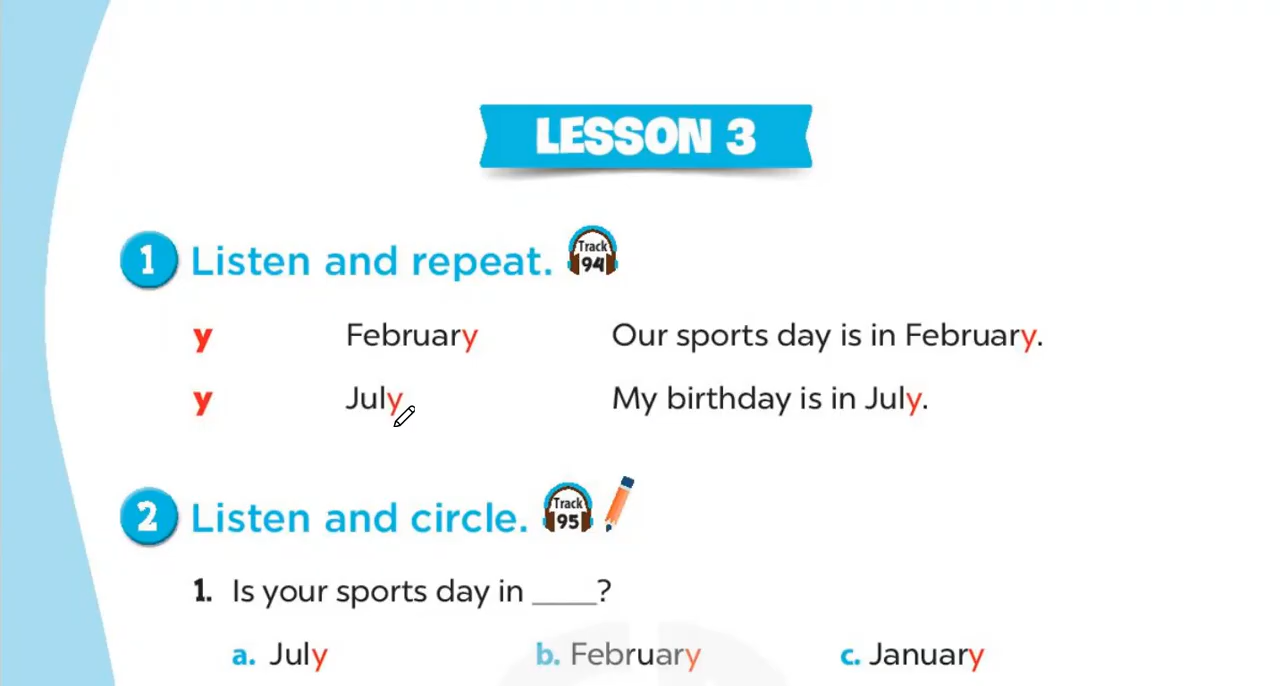 LESSON 3
1 Listen and repeat. Track 94
y February Our sports day is in February.
y July My birthday is in July.
2 Listen and circle. Track 95
1. Is your sports day in ____?
a. July b. February c. January